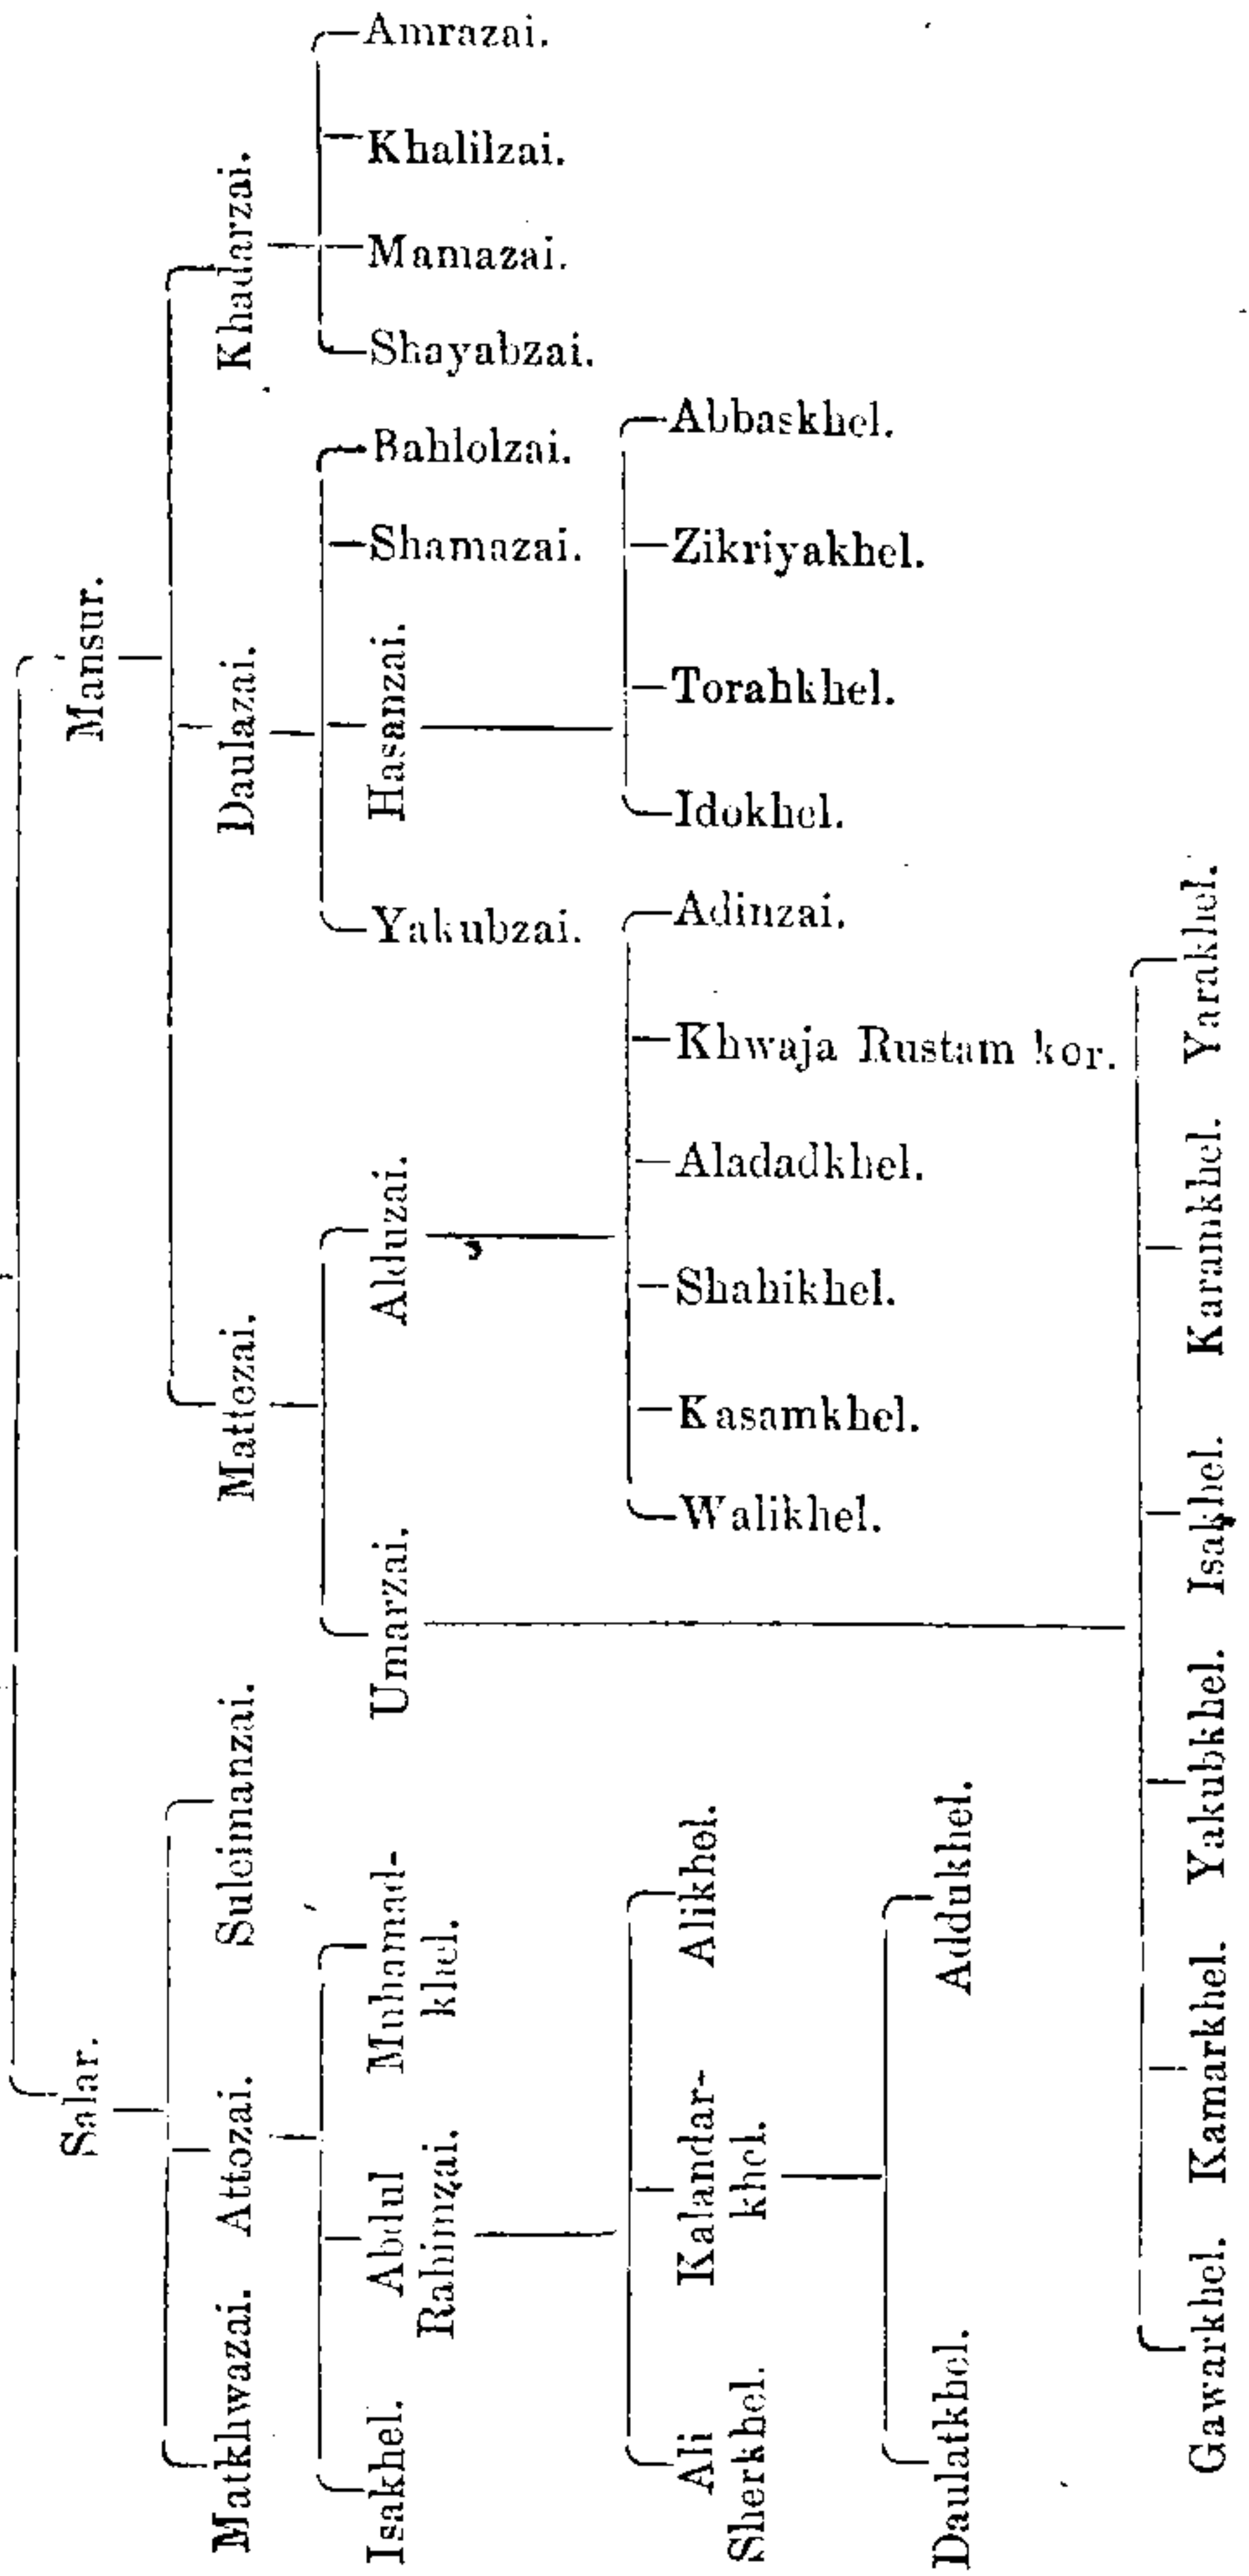 Salar.
Mansur.
Matkhwazai.
Attozai.
Suleimanzai.
Mattezai.
Daulazai.
Khadarzai.
Isakhel.
Abdul
Rahimzai.
Muhamad-
khel.
Umarzai.
Alduzai.
Yakubzai.
Hasanzai.
Shamazai.
Bahlolzai.
Shayabzai.
Mamazai.
Khalilzai.
Amrazai.
Ali
Sherkhel.
Kalandar-
khel.
Alikhel.
Walikhel.
Kasamkhel.
Shahikhel.
Aladadkhel.
Khwaja Rustam kor.
Adinzai.
Idokhel.
Torahkhel.
Zikriyakhel.
Abbaskhel.
Daulatkhel.
Addukhel.
Gawarkhel.
Kamarkhel.
Yakubkhel.
Isakhel.
Karamkhel.
Yarakhel.